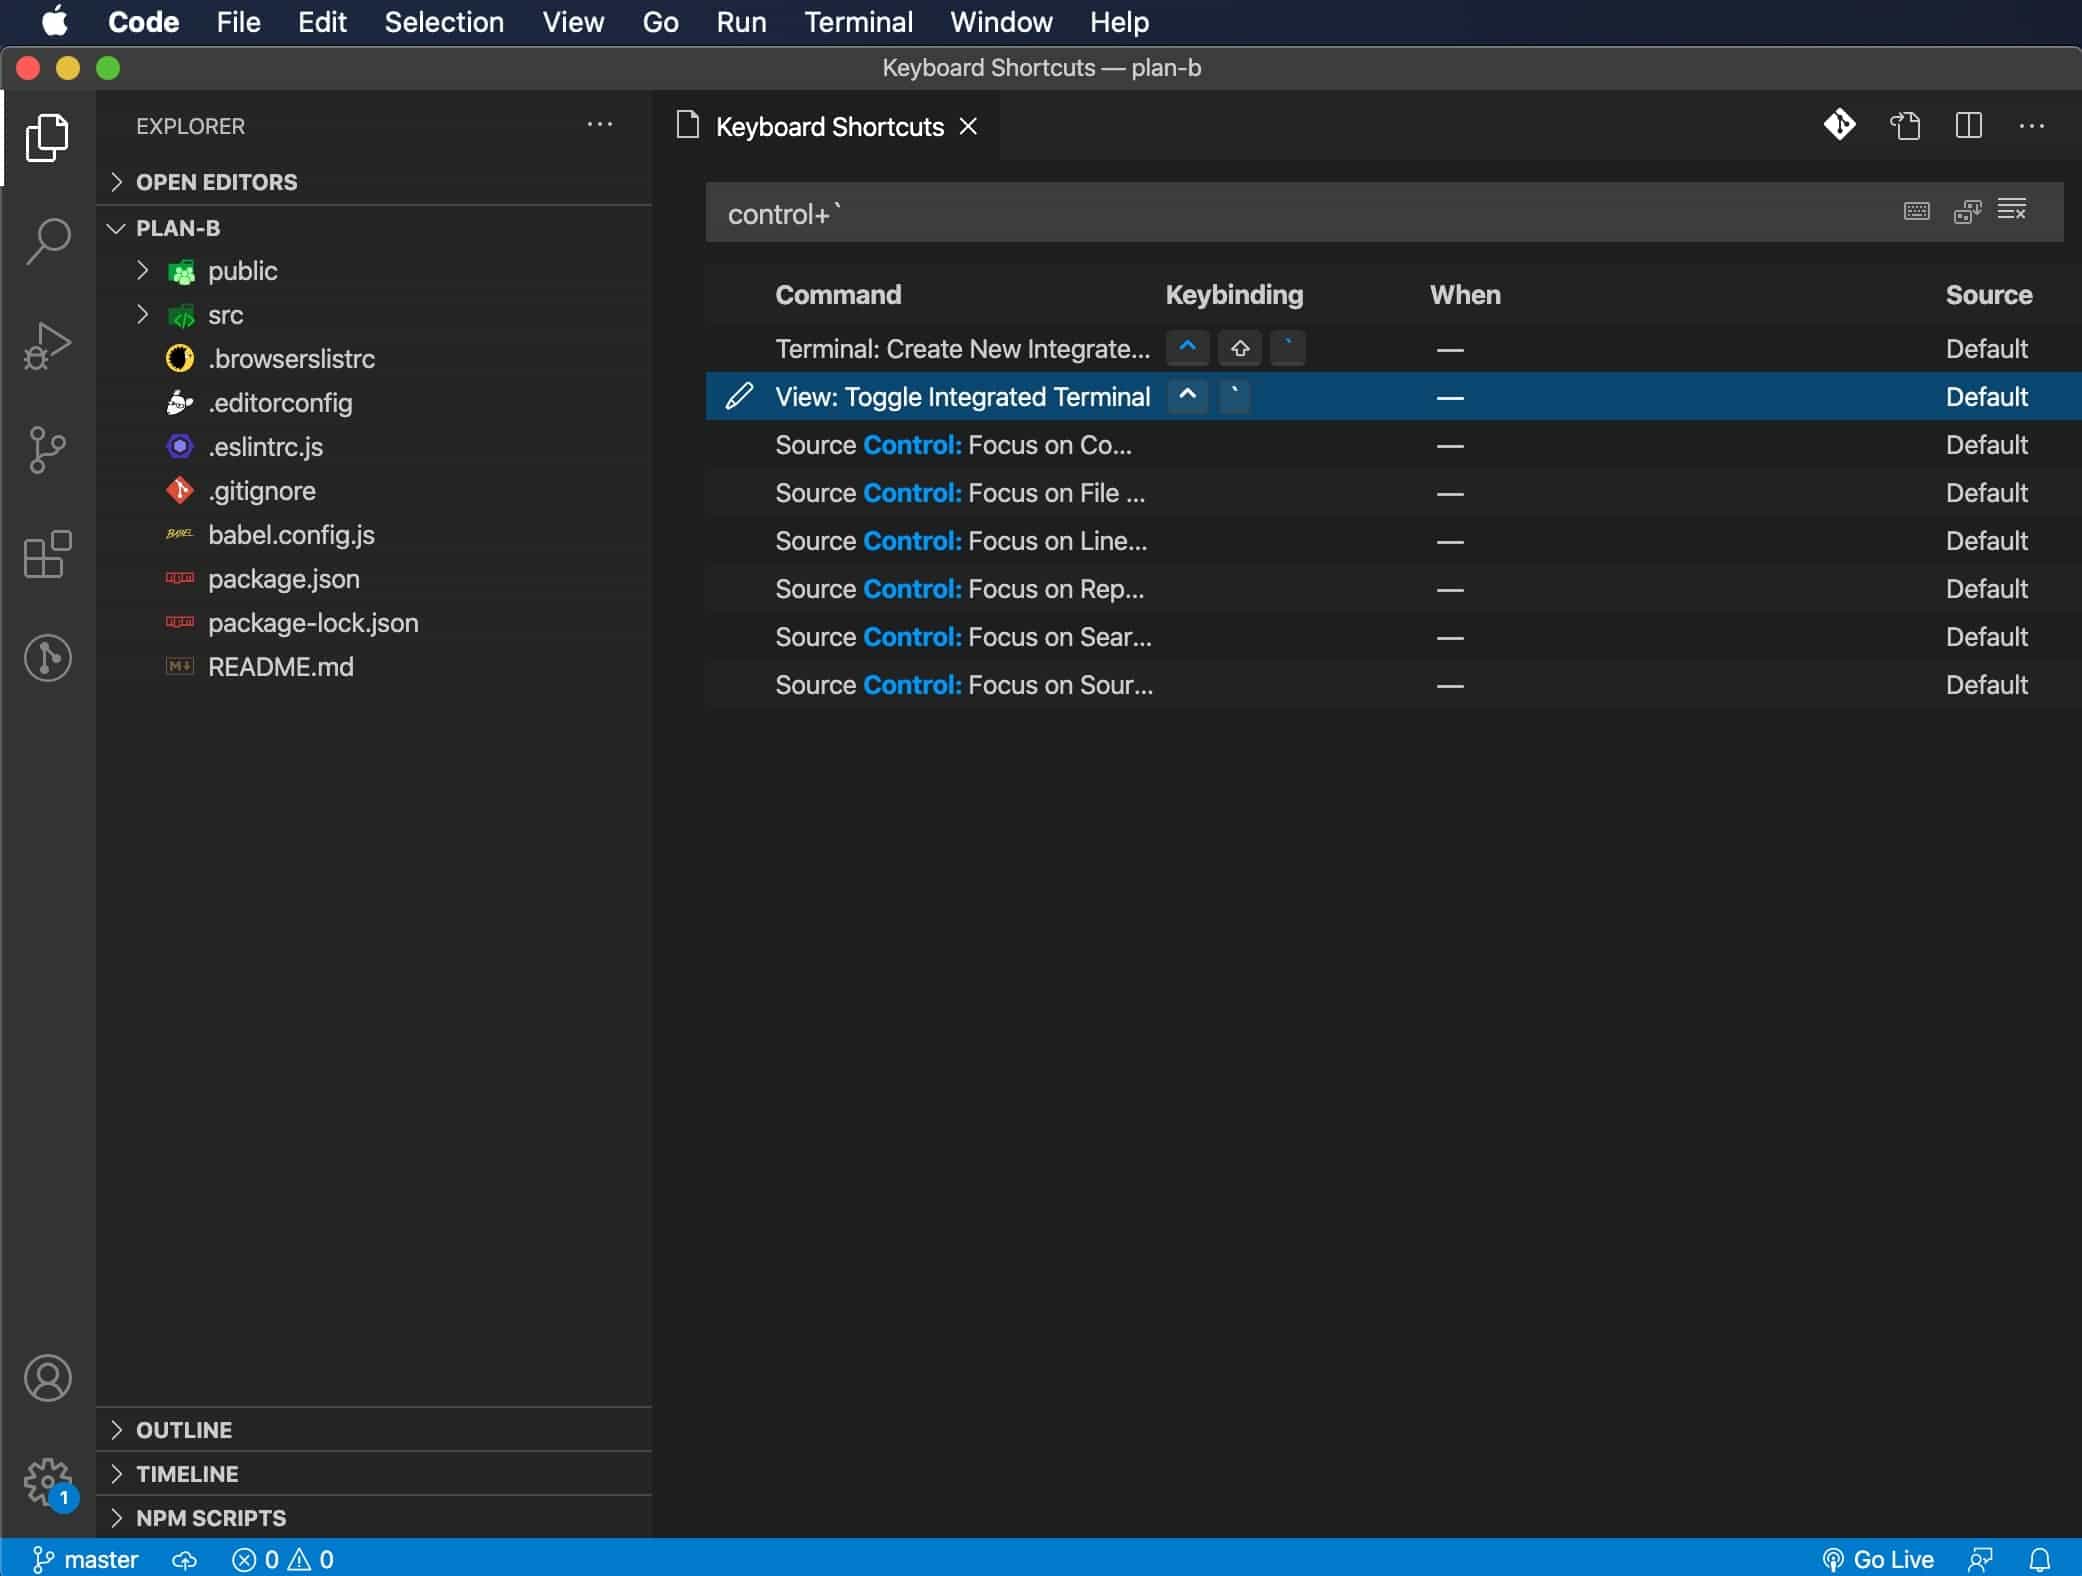 Code File Edit Selection View Go Run Terminal Window Help
Keyboard Shortcuts — plan-b
EXPLORER
Keyboard Shortcuts
OPEN EDITORS
PLAN-B
public
src
.browserslistrc
.editorconfig
.eslintrc.js
.gitignore
babel.config.js
package.json
package-lock.json
README.md
OUTLINE
TIMELINE
NPM SCRIPTS
control+`
Command Keybinding When Source
Terminal: Create New Integrate... ^ ⇧ ` — Default
View: Toggle Integrated Terminal ^ ` — Default
Source Control: Focus on Co... — Default
Source Control: Focus on File ... — Default
Source Control: Focus on Line... — Default
Source Control: Focus on Rep... — Default
Source Control: Focus on Sear... — Default
Source Control: Focus on Sour... — Default
1
master 0 0 Go Live
BABEL
M↓